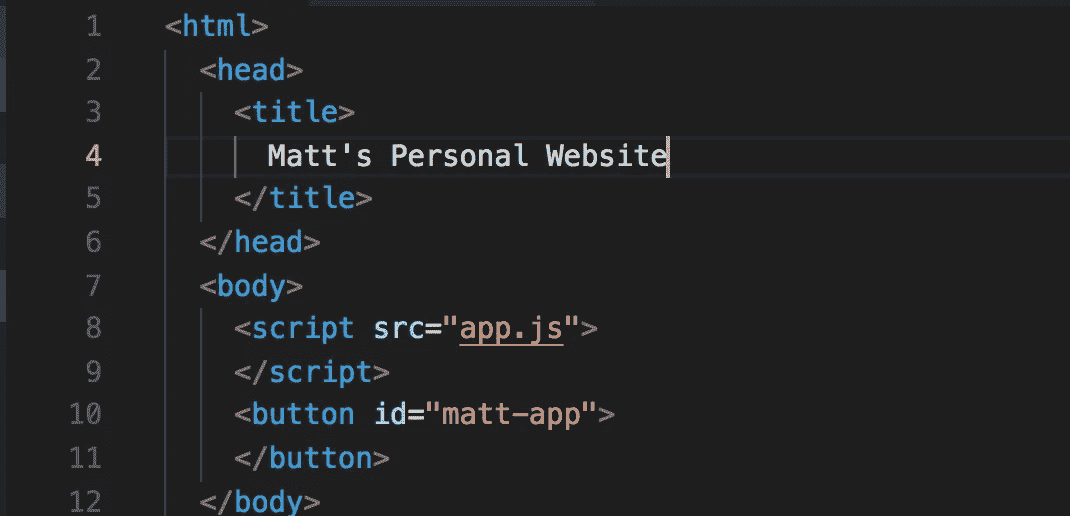 1 <html>
2 <head>
3 <title>
4 Matt's Personal Website
5 </title>
6 </head>
7 <body>
8 <script src="app.js">
9 </script>
10 <button id="matt-app">
11 </button>
12 </body>